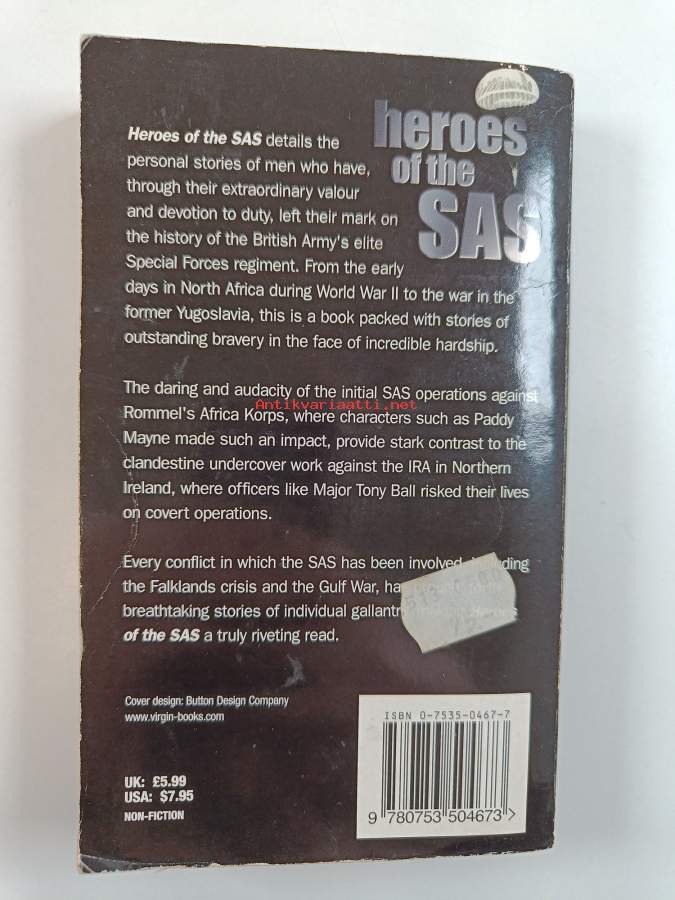 heroes
of the
SAS
Heroes of the SAS details the
personal stories of men who have,
through their extraordinary valour
and devotion to duty, left their mark on
the history of the British Army's elite
Special Forces regiment. From the early
days in North Africa during World War II to the war in the
former Yugoslavia, this is a book packed with stories of
outstanding bravery in the face of incredible hardship.
The daring and audacity of the initial SAS operations against
Antikvariaatti.net
Rommel's Africa Korps, where characters such as Paddy
Mayne made such an impact, provide stark contrast to the
clandestine undercover work against the IRA in Northern
Ireland, where officers like Major Tony Ball risked their lives
on covert operations.
Every conflict in which the SAS has been involved,
the Falklands crisis and the Gulf War,
breathtaking stories of individual gallantry Heroes
of the SAS a truly riveting read.
Cover design: Button Design Company
www.virgin-books.com
UK: £5.99
USA: $7.95
NON-FICTION
ISBN 0-7535-0467-7
9 780753 504673 >